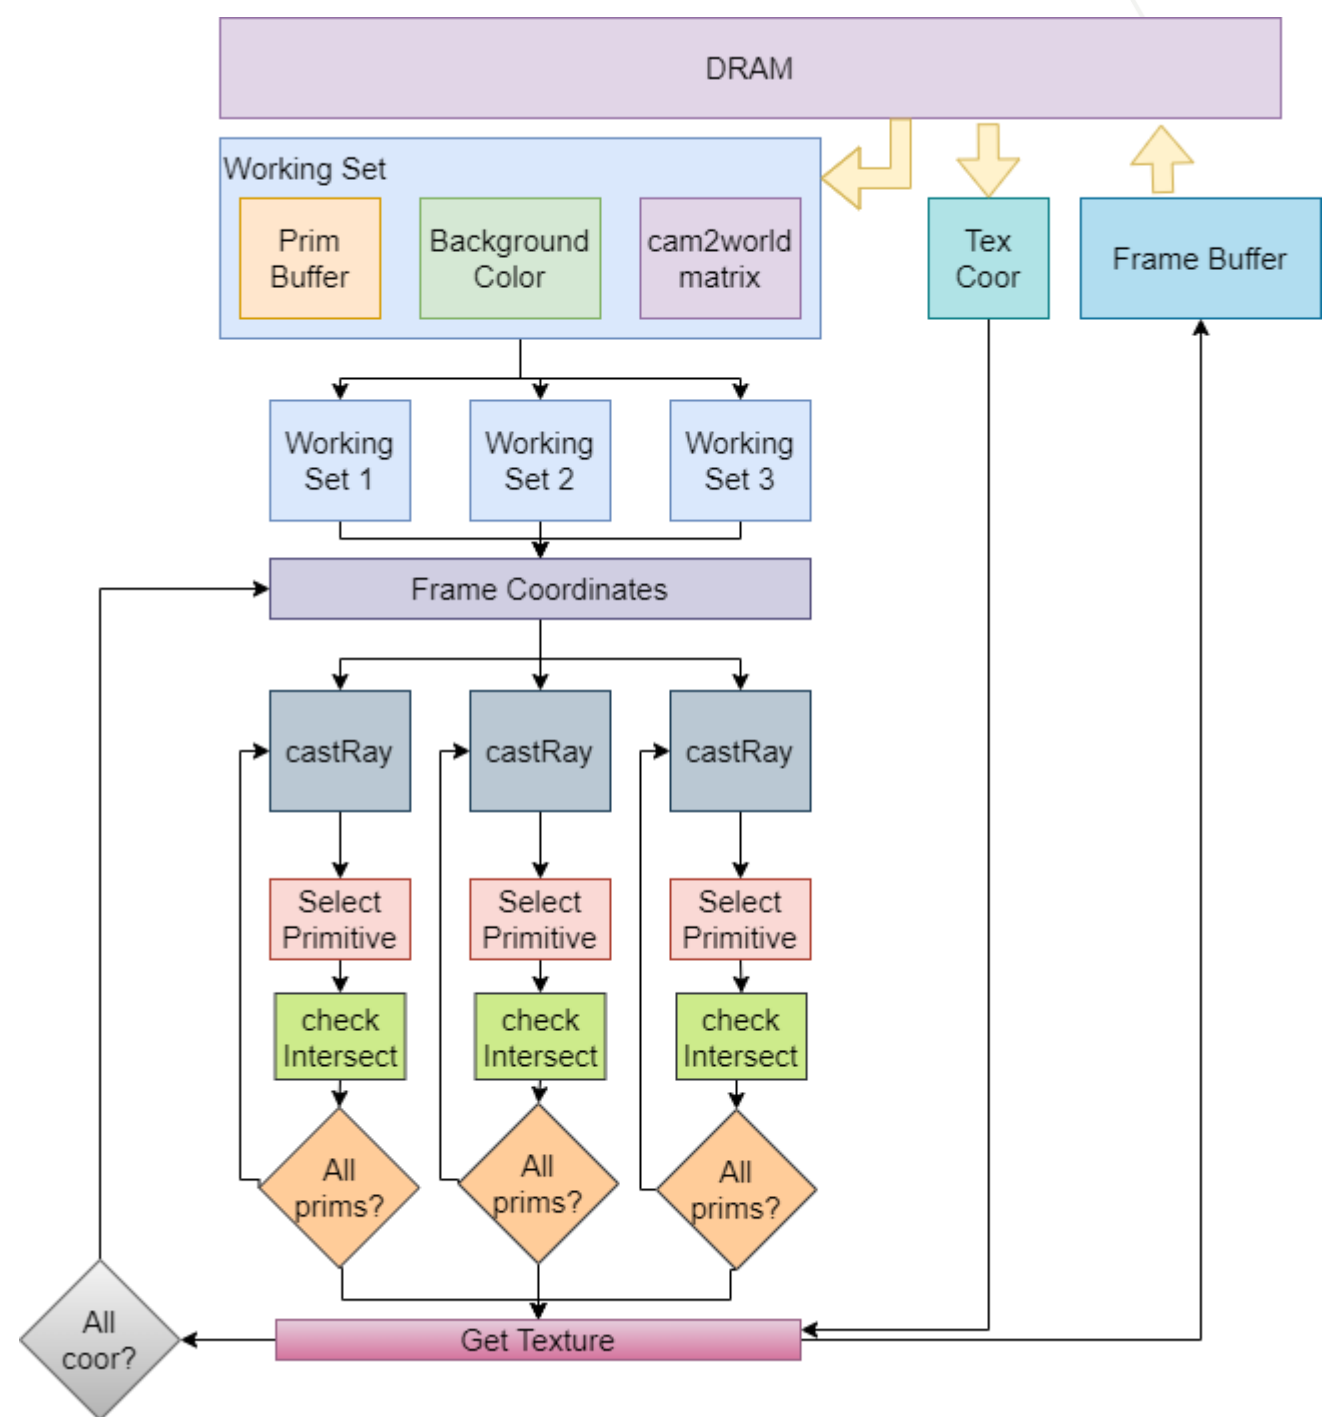 DRAM
Working Set
Prim
Buffer
Background
Color
cam2world
matrix
Tex
Coor
Frame Buffer
Working
Set 1
Working
Set 2
Working
Set 3
Frame Coordinates
castRay
castRay
castRay
Select
Primitive
Select
Primitive
Select
Primitive
check
Intersect
check
Intersect
check
Intersect
All
prims?
All
prims?
All
prims?
All
coor?
Get Texture